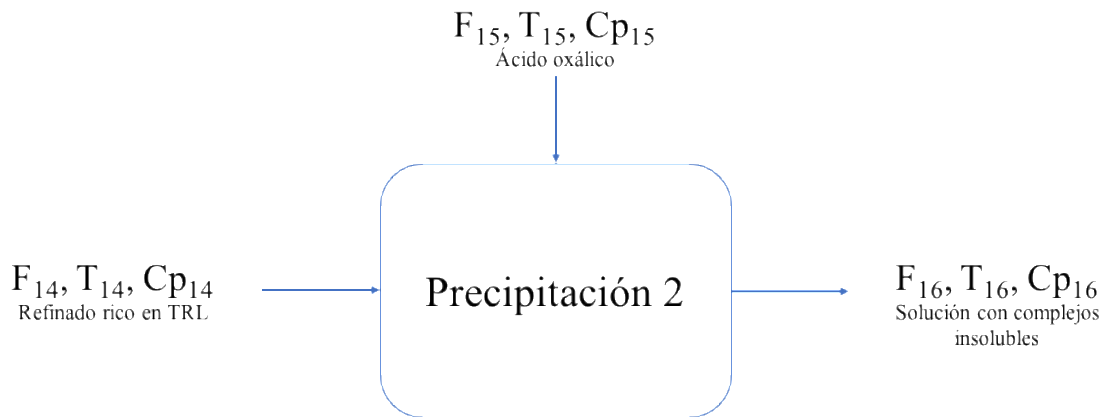 F₁₅, T₁₅, Cp₁₅
Ácido oxálico
F₁₄, T₁₄, Cp₁₄
Refinado rico en TRL
Precipitación 2
F₁₆, T₁₆, Cp₁₆
Solución con complejos
insolubles